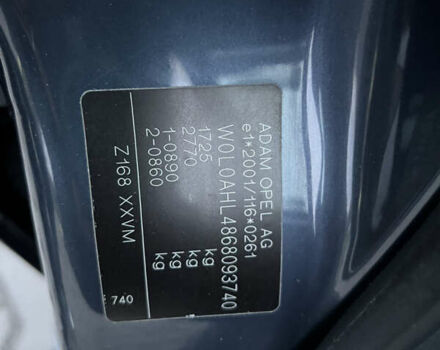 ADAM OPEL AG
e1*2001/116*0261
W0L0AHL4868093740
1725 kg
2770 kg
1-0890 kg
2-0860 kg
Z168 XXVM
740